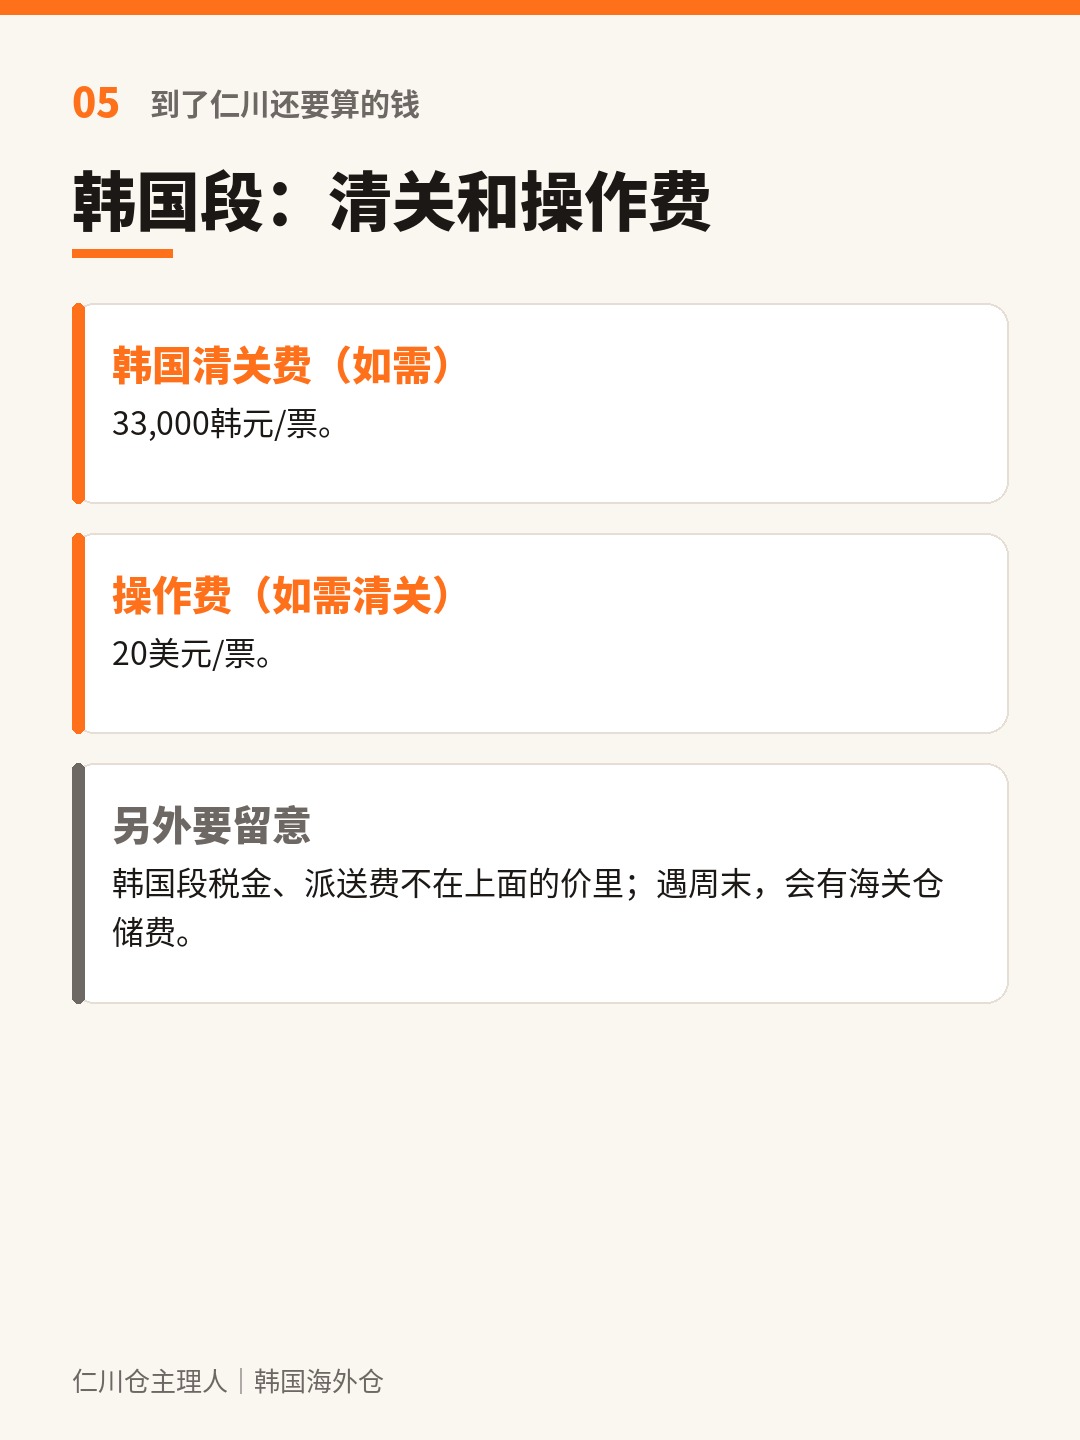 05 到了仁川还要算的钱
韩国段：清关和操作费
韩国清关费（如需）
33,000韩元/票。
操作费（如需清关）
20美元/票。
另外要留意
韩国段税金、派送费不在上面的价里；遇周末，会有海关仓
储费。
仁川仓主理人｜韩国海外仓